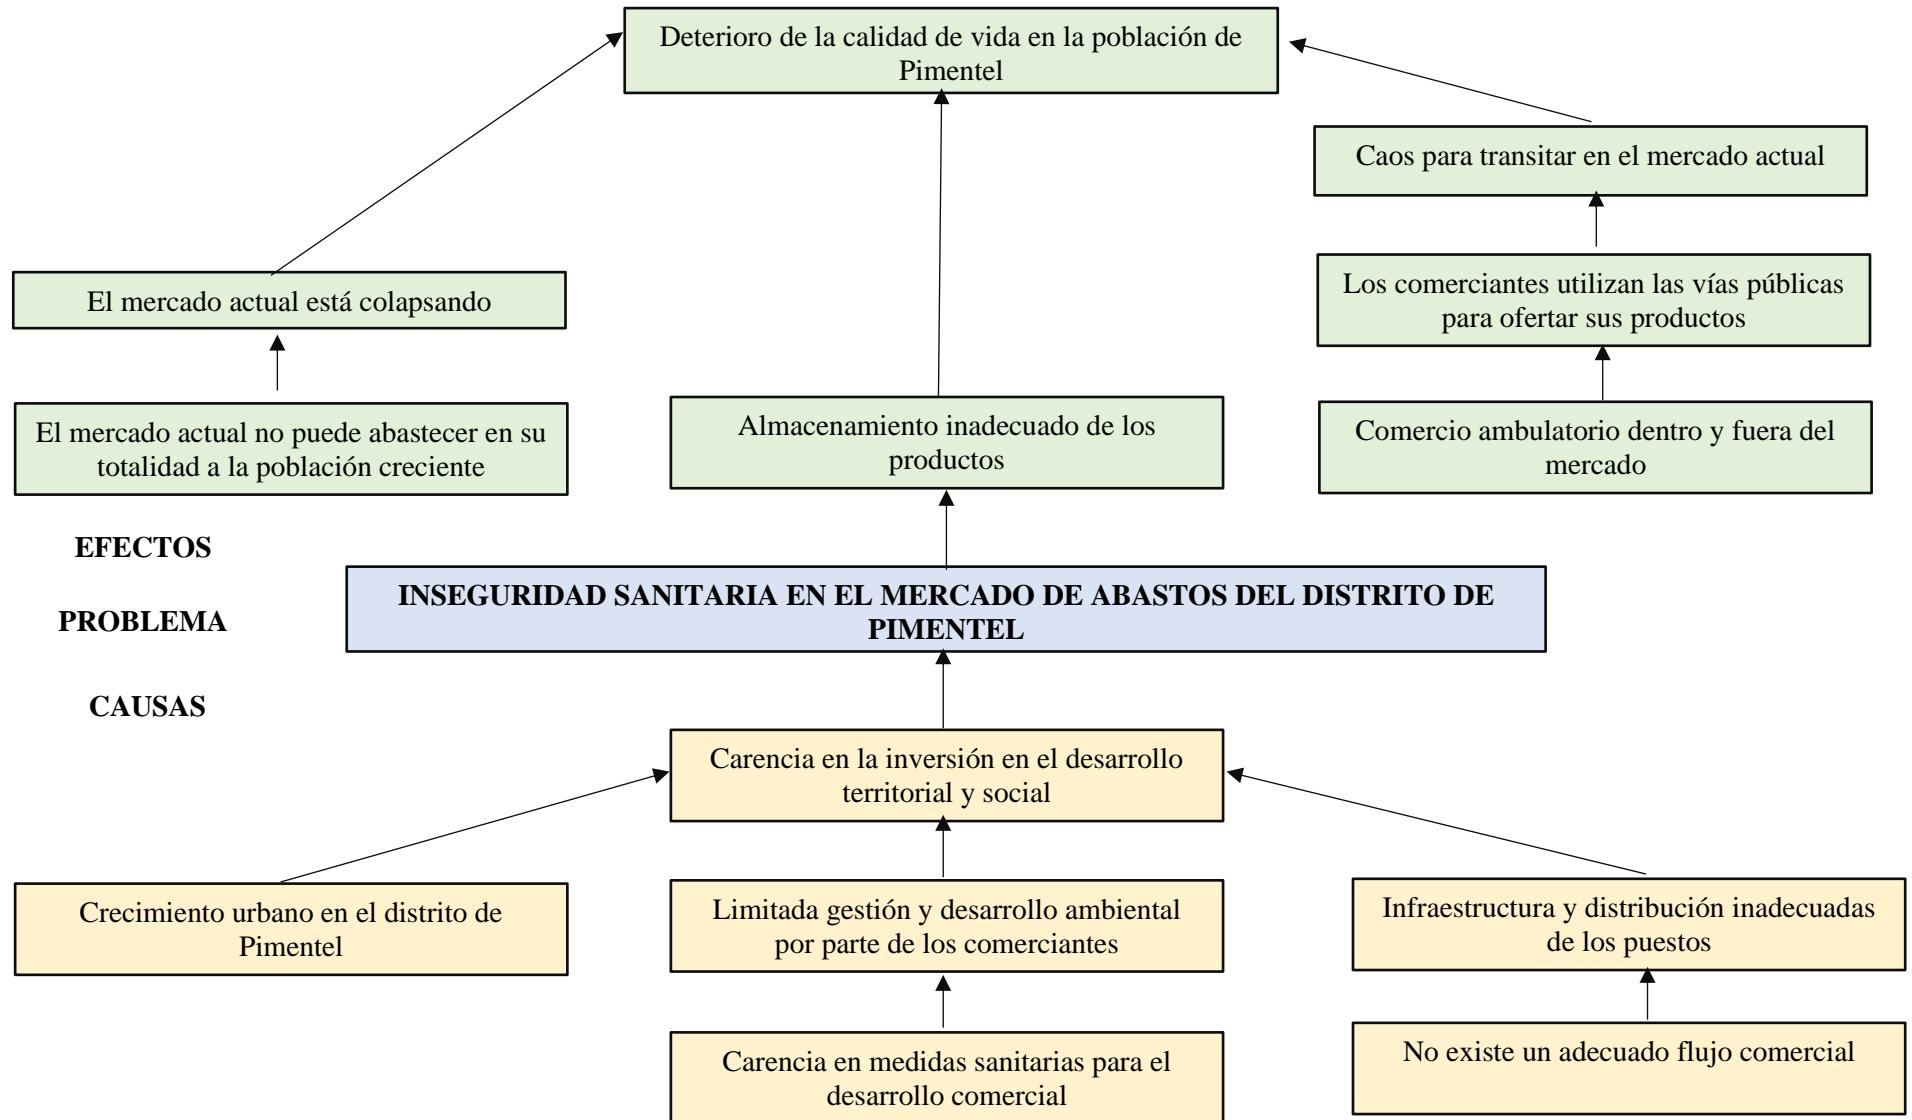 Deterioro de la calidad de vida en la población de
Pimentel
Caos para transitar en el mercado actual
El mercado actual está colapsando
Los comerciantes utilizan las vías públicas
para ofertar sus productos
El mercado actual no puede abastecer en su
totalidad a la población creciente
Almacenamiento inadecuado de los
productos
Comercio ambulatorio dentro y fuera del
mercado
EFECTOS
PROBLEMA
INSEGURIDAD SANITARIA EN EL MERCADO DE ABASTOS DEL DISTRITO DE
PIMENTEL
CAUSAS
Carencia en la inversión en el desarrollo
territorial y social
Crecimiento urbano en el distrito de
Pimentel
Limitada gestión y desarrollo ambiental
por parte de los comerciantes
Infraestructura y distribución inadecuadas
de los puestos
Carencia en medidas sanitarias para el
desarrollo comercial
No existe un adecuado flujo comercial